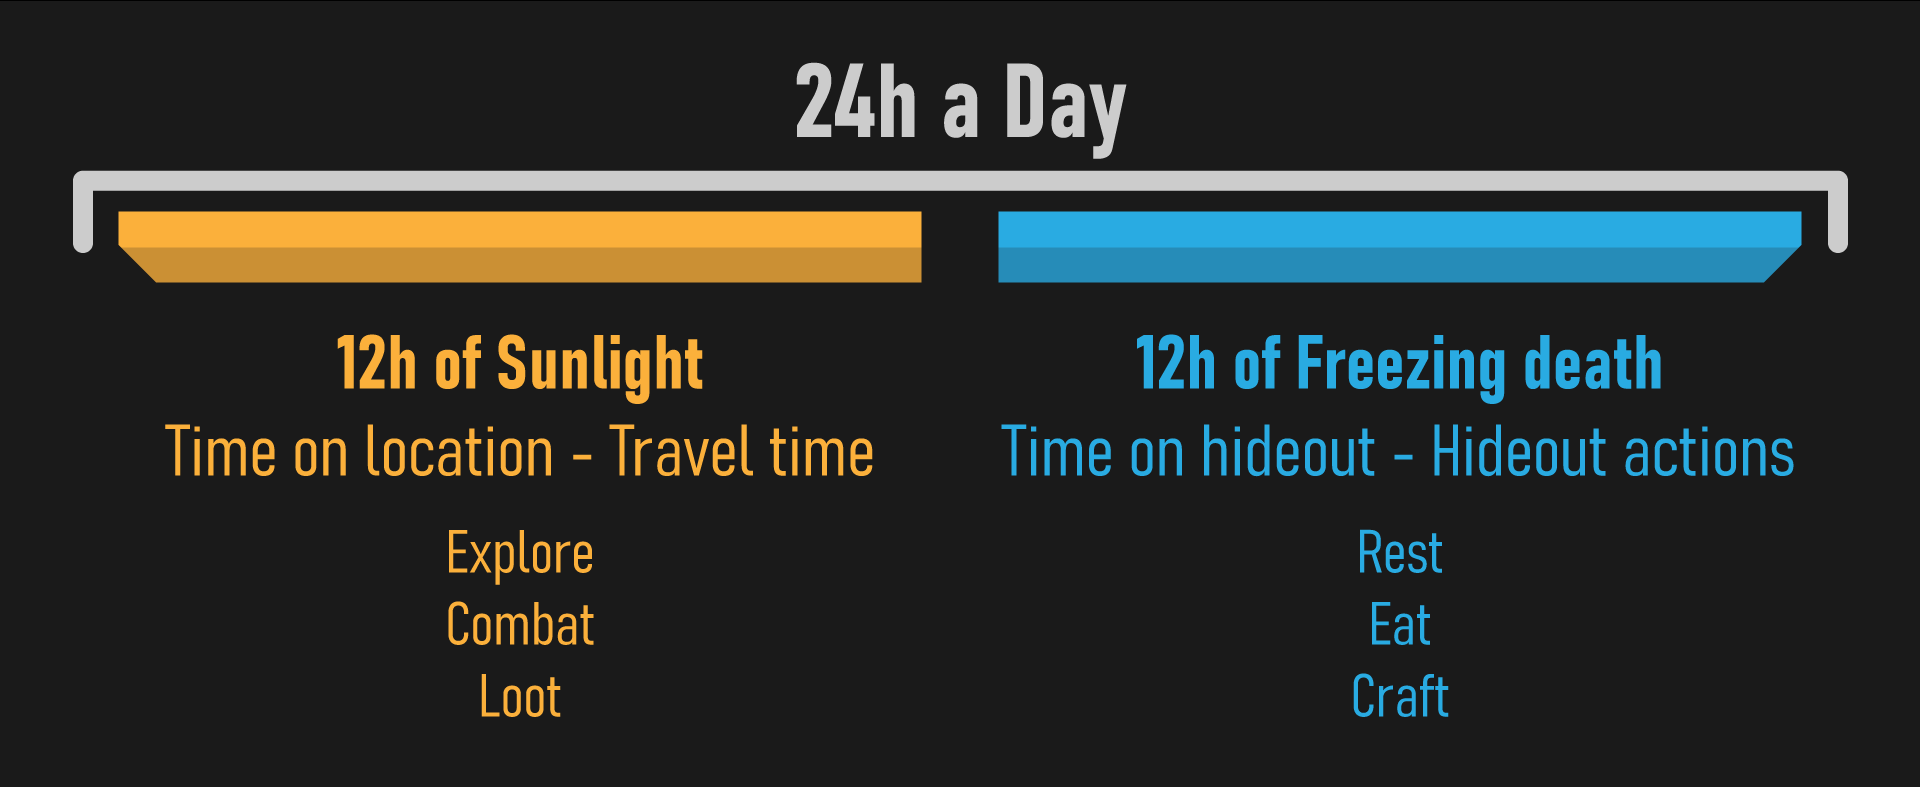 24h a Day
12h of Sunlight
Time on location - Travel time
Explore
Combat
Loot
12h of Freezing death
Time on hideout - Hideout actions
Rest
Eat
Craft